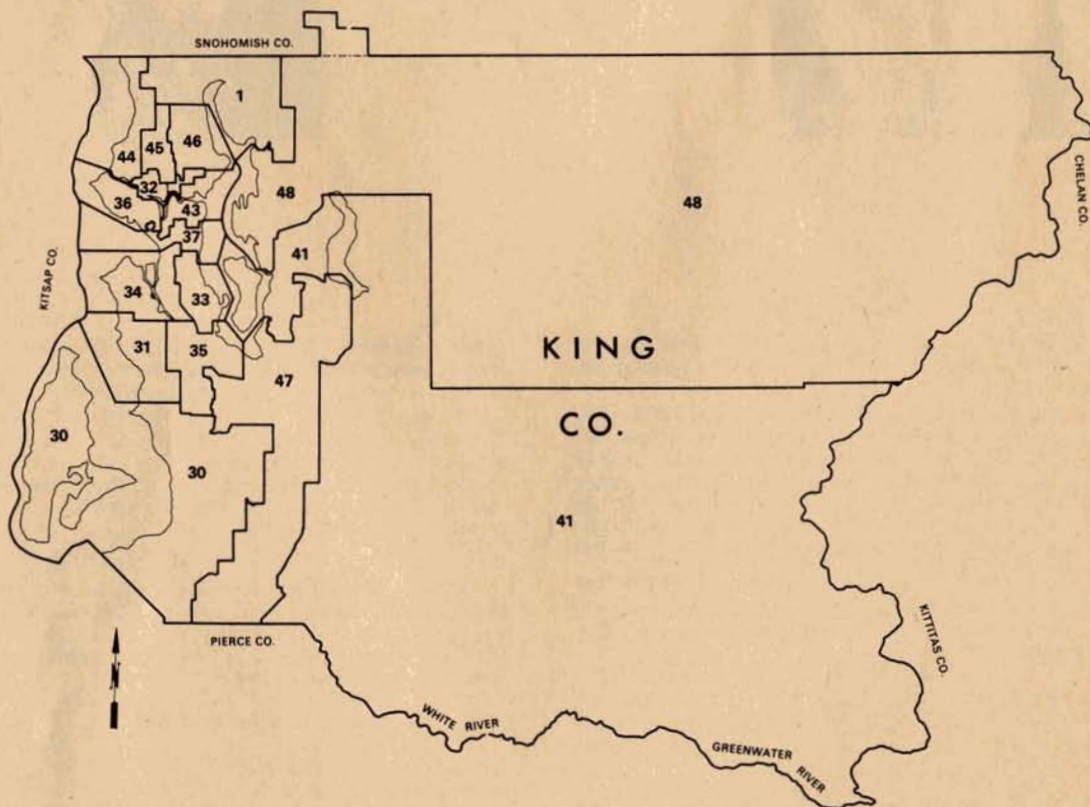 SNOHOMISH CO.
1
46
45
44
32
48
48
36
43
37
CHELAN CO.
41
KITSAP CO.
34
33
31
35
KING
47
CO.
30
30
41
PIERCE CO.
KITTITAS CO.
N
WHITE RIVER
GREENWATER RIVER